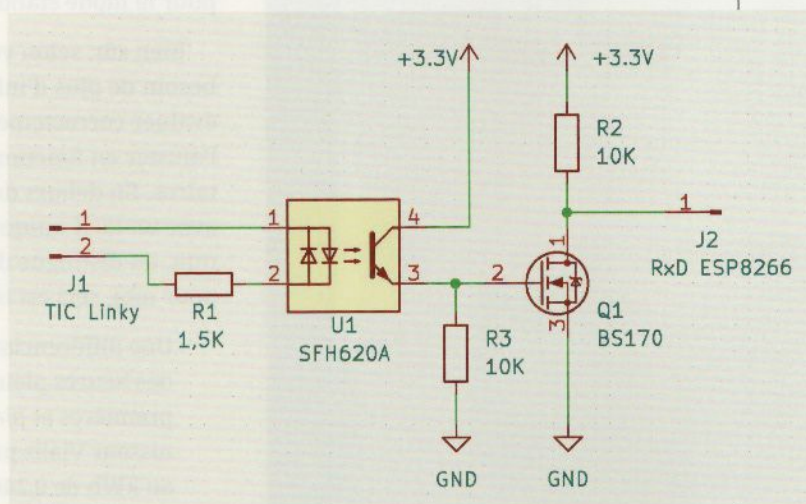 +3.3V
+3.3V
R2
10K
1
2
J1
TIC Linky
R1
1,5K
1
2
4
3
U1
SFH620A
2
R3
10K
1
3
Q1
BS170
1
J2
RxD ESP8266
GND
GND